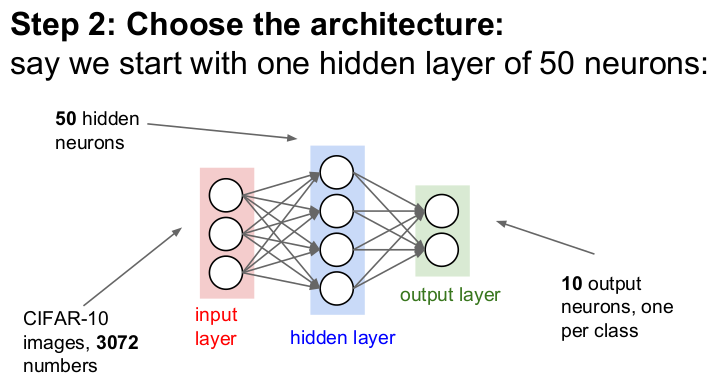 Step 2: Choose the architecture:
say we start with one hidden layer of 50 neurons:
50 hidden
neurons
CIFAR-10
images, 3072
numbers
input
layer
hidden layer
output layer
10 output
neurons, one
per class